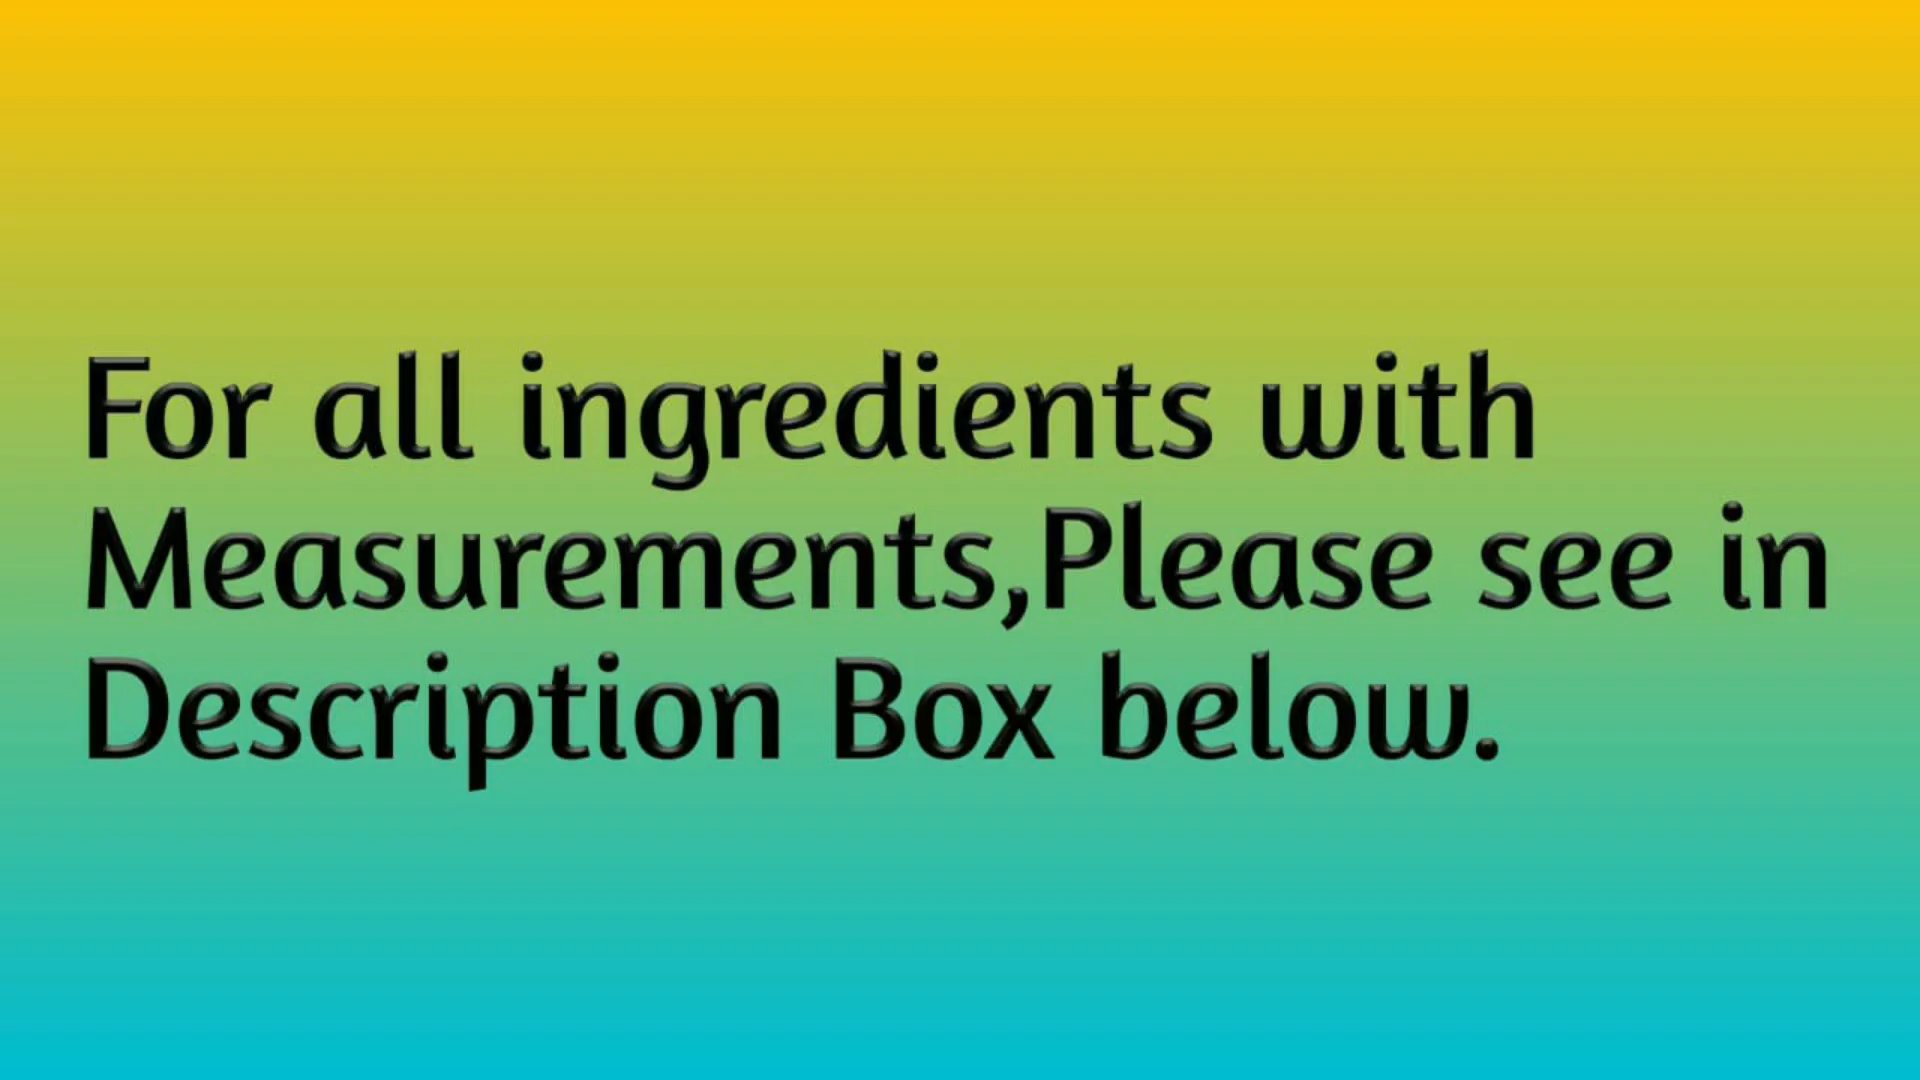 For all ingredients with
Measurements,Please see in
Description Box below.